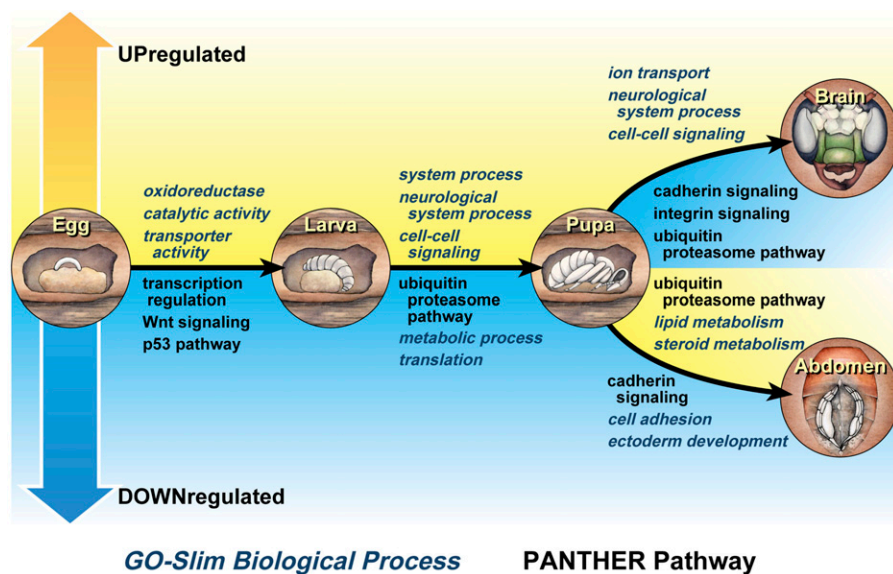 UPregulated
ion transport
neurological
system process
cell-cell signaling
Brain
system process
neurological
system process
cell-cell
signaling
oxidoreductase
catalytic activity
transporter
activity
cadherin signaling
integrin signaling
ubiquitin
proteasome pathway
Egg
Larva
Pupa
transcription
regulation
Wnt signaling
p53 pathway
ubiquitin
proteasome
pathway
metabolic process
translation
ubiquitin
proteasome pathway
lipid metabolism
steroid metabolism
Abdomen
cadherin
signaling
cell adhesion
ectoderm development
DOWNregulated
GO-Slim Biological Process
PANTHER Pathway